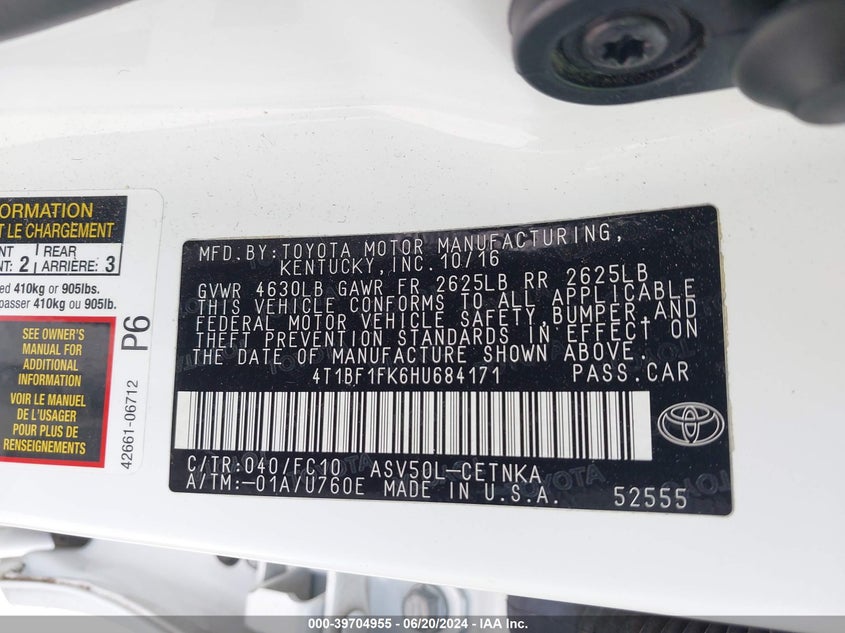 ORMATION
T LE CHARGEMENT
NT 2 REAR 3
NT: ARRIÈRE:
ed 410kg or 905lbs.
passer 410kg ou 905lb.
SEE OWNER'S
MANUAL FOR
ADDITIONAL
INFORMATION
VOIR LE MANUEL
DE L'USAGER
POUR PLUS DE
RENSEIGNEMENTS
P6
42661-06712
MFD. BY: TOYOTA MOTOR MANUFACTURING,
KENTUCKY, INC. 10/16
GVWR 4630LB GAWR FR 2625LB RR 2625LB
THIS VEHICLE CONFORMS TO ALL APPLICABLE
FEDERAL MOTOR VEHICLE SAFETY, BUMPER, AND
THEFT PREVENTION STANDARDS IN EFFECT ON
THE DATE OF MANUFACTURE SHOWN ABOVE.
4T1BF1FK6HU684171 PASS. CAR
C/TR: 040/FC10 ASV50L-CETNKA
A/TM: -01A/U760E MADE IN U.S.A. 52555
000-39704955 - 06/20/2024 - IAA Inc.